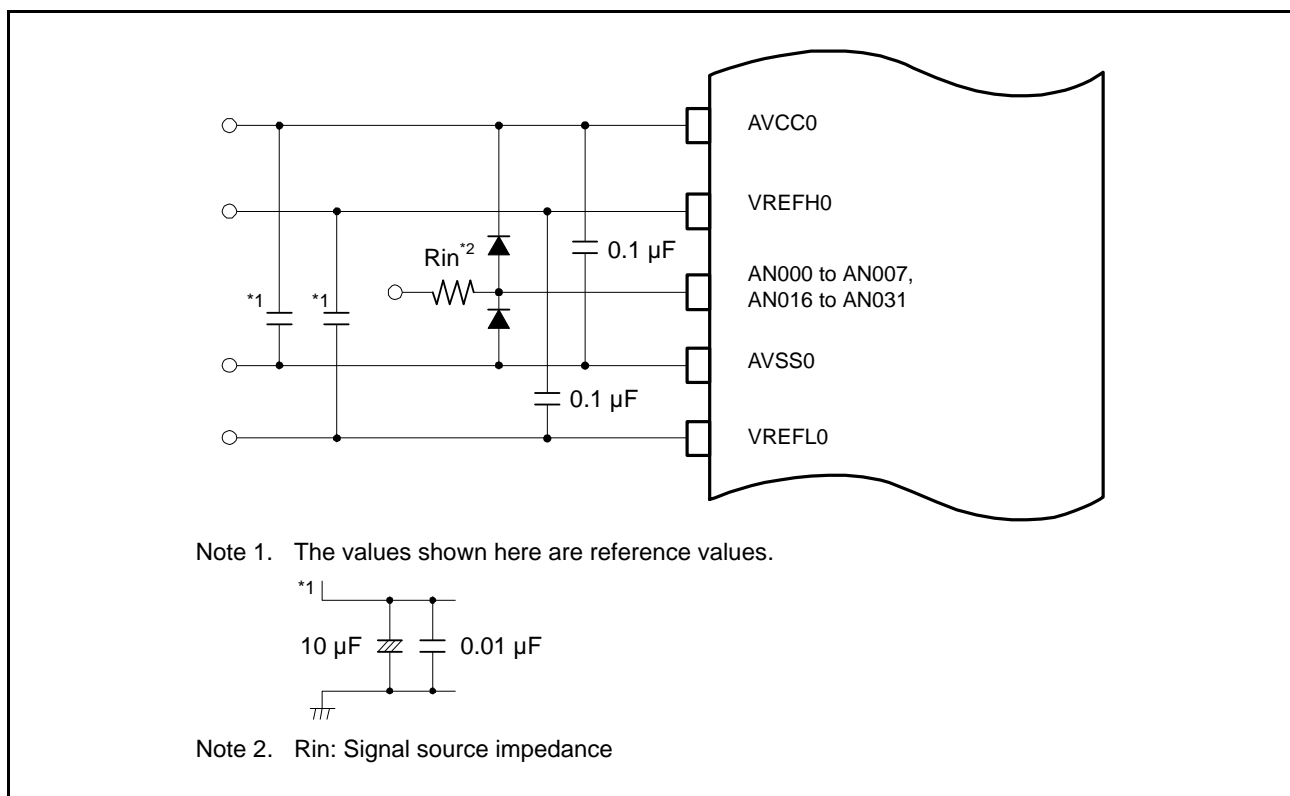 AVCC0
VREFH0
Rin*2
0.1 µF
AN000 to AN007,
AN016 to AN031
*1
*1
AVSS0
0.1 µF
VREFL0
Note 1. The values shown here are reference values.
*1
10 µF
0.01 µF
Note 2. Rin: Signal source impedance